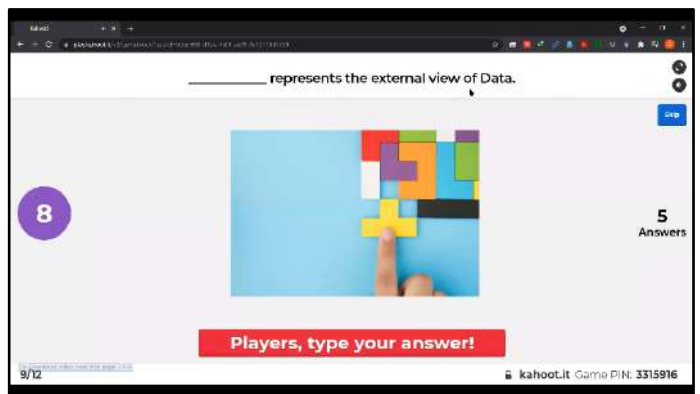 Kahoot!
__________ represents the external view of Data.
Skip
8
5
Answers
Players, type your answer!
9/12
kahoot.it Game PIN: 3315916